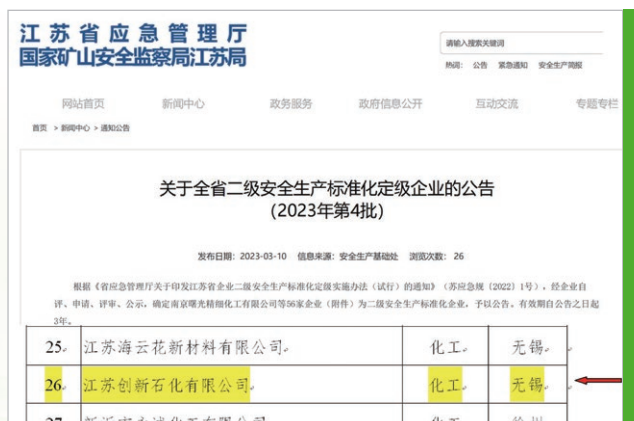 江苏省应急管理厅
国家矿山安全监察局江苏局
请输入搜索关键词
热词： 公告 紧急通知 安全生产简报
网站首页 新闻中心 政务服务 政府信息公开 互动交流 专题专栏
首页 > 新闻中心 > 通知公告
关于全省二级安全生产标准化定级企业的公告
（2023年第4批）
发布日期：2023-03-10 信息来源：安全生产基础处 浏览次数：26
根据《省应急管理厅关于印发江苏省企业二级安全生产标准化定级实施办法（试行）的通知》（苏应急规〔2022〕1号），经企业自
评、申请、评审、公示，确定南京曙光精细化工有限公司等56家企业（附件）为二级安全生产标准化企业，予以公告。有效期自公告之日起
3年。
25. 江苏海云花新材料有限公司 化工 无锡
26. 江苏创新石化有限公司 化工 无锡